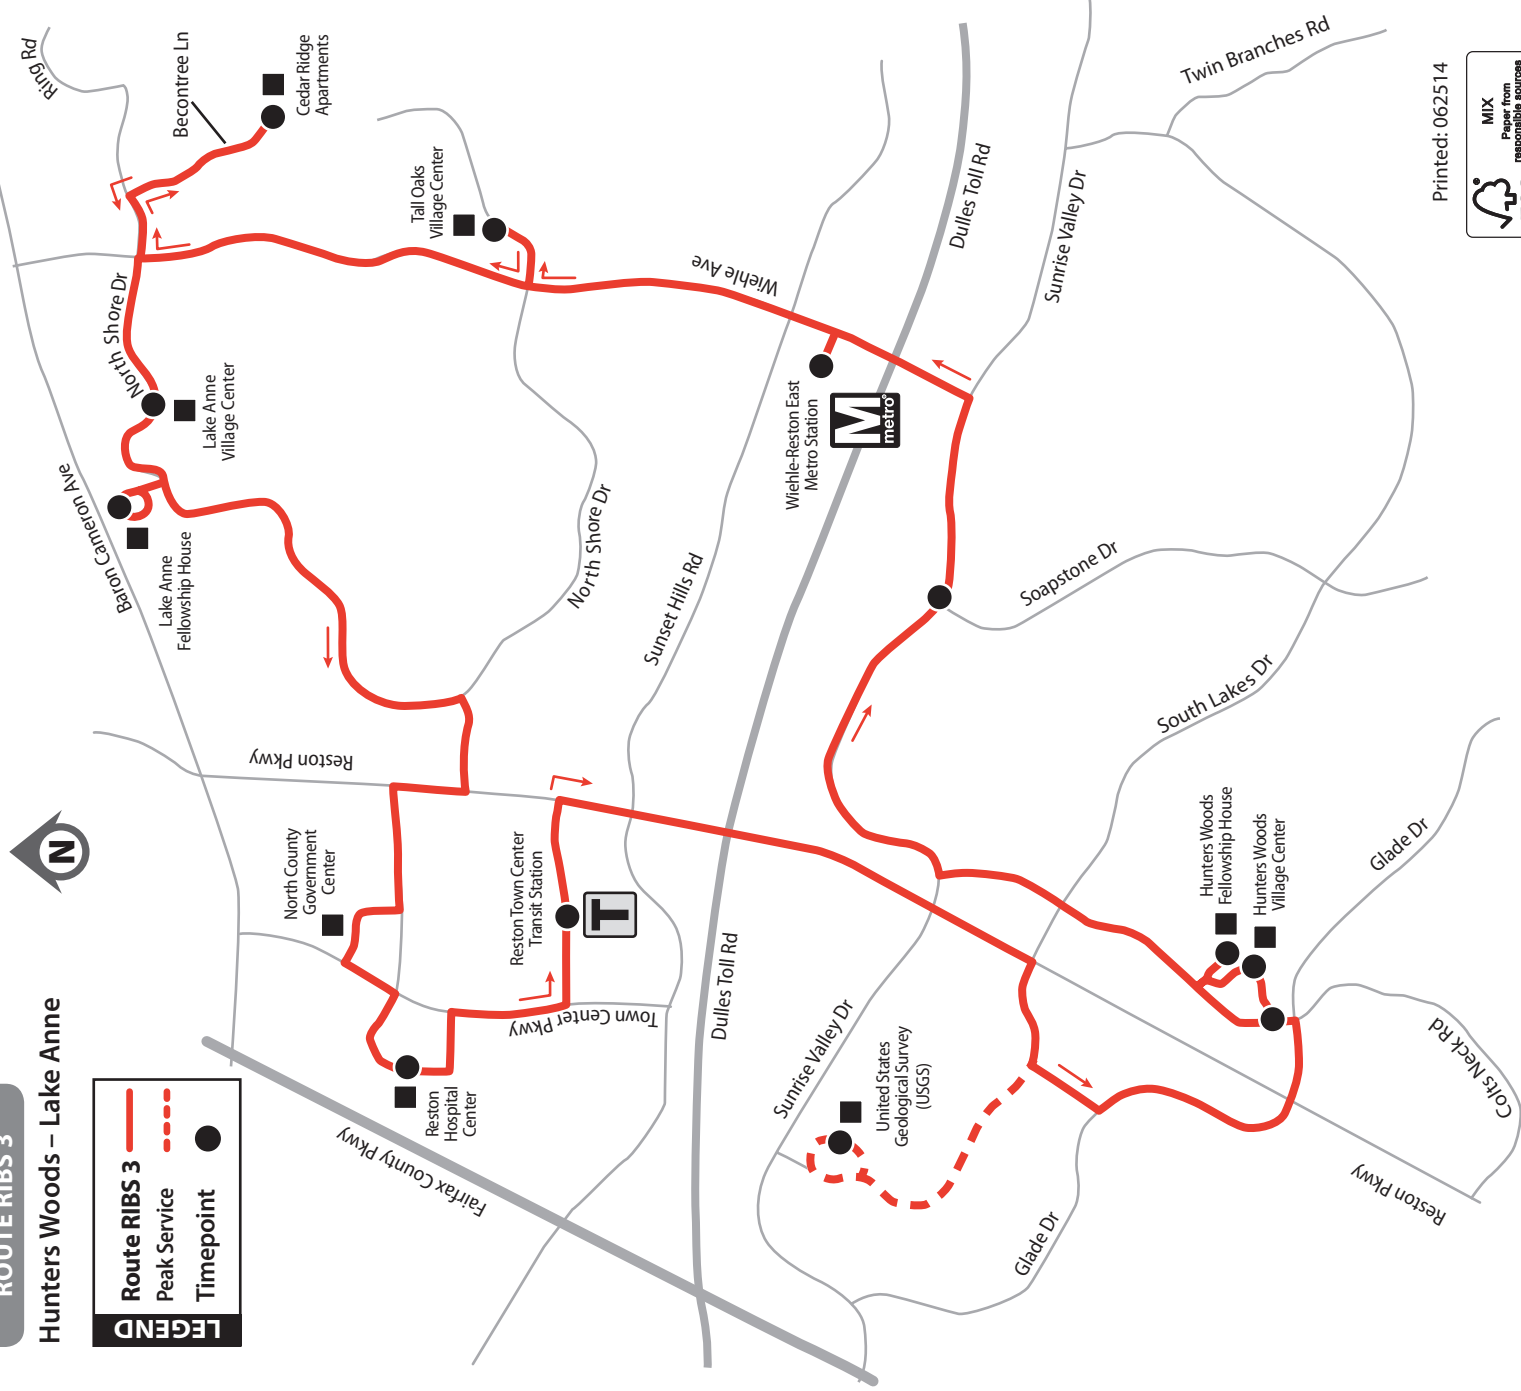 ROUTE RIBS 3
Hunters Woods – Lake Anne
LEGEND
Route RIBS 3
Peak Service
Timepoint
N
Ring Rd
Becontree Ln
Cedar Ridge
Apartments
Tall Oaks
Village Center
North Shore Dr
Lake Anne
Village Center
Baron Cameron Ave
Lake Anne
Fellowship House
Wiehle Ave
Wiehle-Reston East
Metro Station
M
metro®
Dulles Toll Rd
Sunrise Valley Dr
Twin Branches Rd
North Shore Dr
Sunset Hills Rd
Soapstone Dr
South Lakes Dr
Reston Pkwy
North County
Government
Center
Reston Town Center
Transit Station
T
Town Center Pkwy
Reston
Hospital
Center
Fairfax County Pkwy
Dulles Toll Rd
Sunrise Valley Dr
United States
Geological Survey
(USGS)
Glade Dr
Hunters Woods
Fellowship House
Hunters Woods
Village Center
Glade Dr
Colts Neck Rd
Reston Pkwy
Printed: 062514
MIX
Paper from
responsible sources